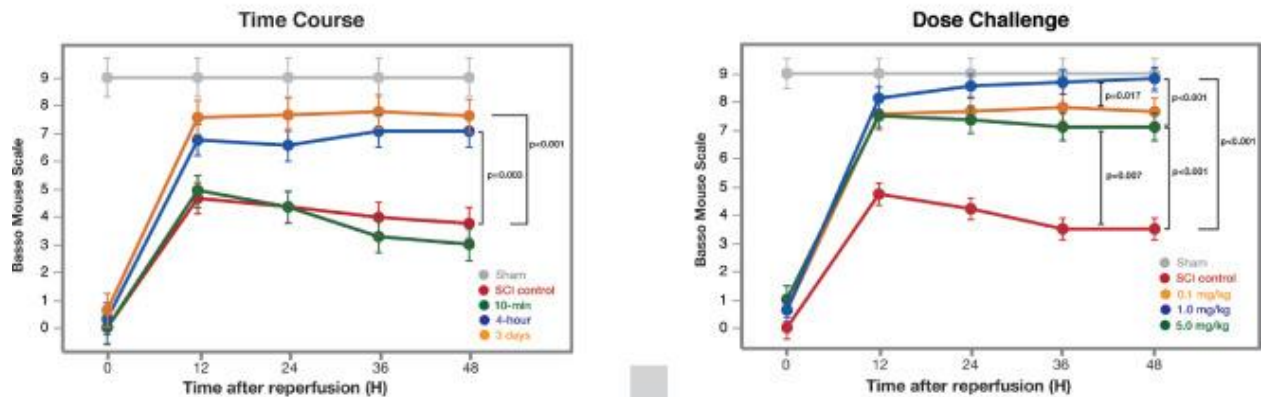 Time Course
Basso Mouse Scale
9
8
7
6
5
4
3
2
1
0
0
12
24
36
48
Time after reperfusion (H)
p<0.001
p=0.003
Sham
SCI control
10-min
4-hour
3 days
Dose Challenge
Basso Mouse Scale
9
8
7
6
5
4
3
2
1
0
0
12
24
36
48
Time after reperfusion (H)
p=0.017
p<0.001
p<0.001
p=0.007
p<0.001
Sham
SCI control
0.1 mg/kg
1.0 mg/kg
5.0 mg/kg